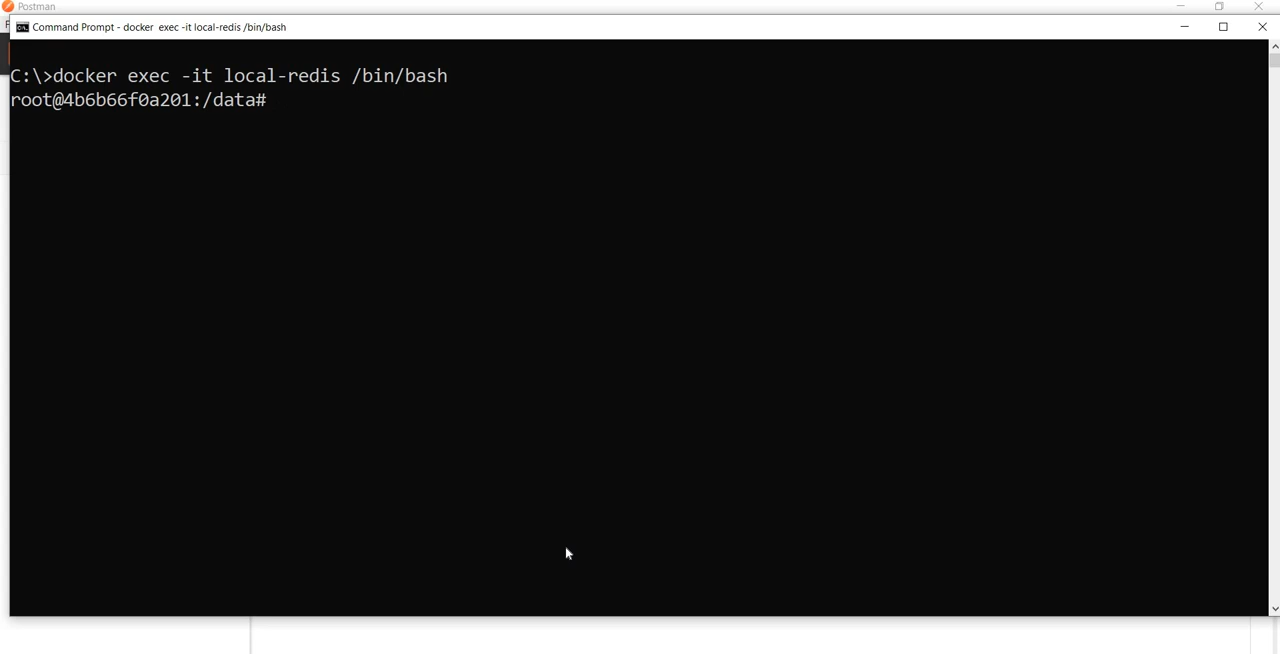 Postman
Command Prompt - docker  exec -it local-redis /bin/bash
C:\>docker exec -it local-redis /bin/bash
root@4b6b66f0a201:/data#